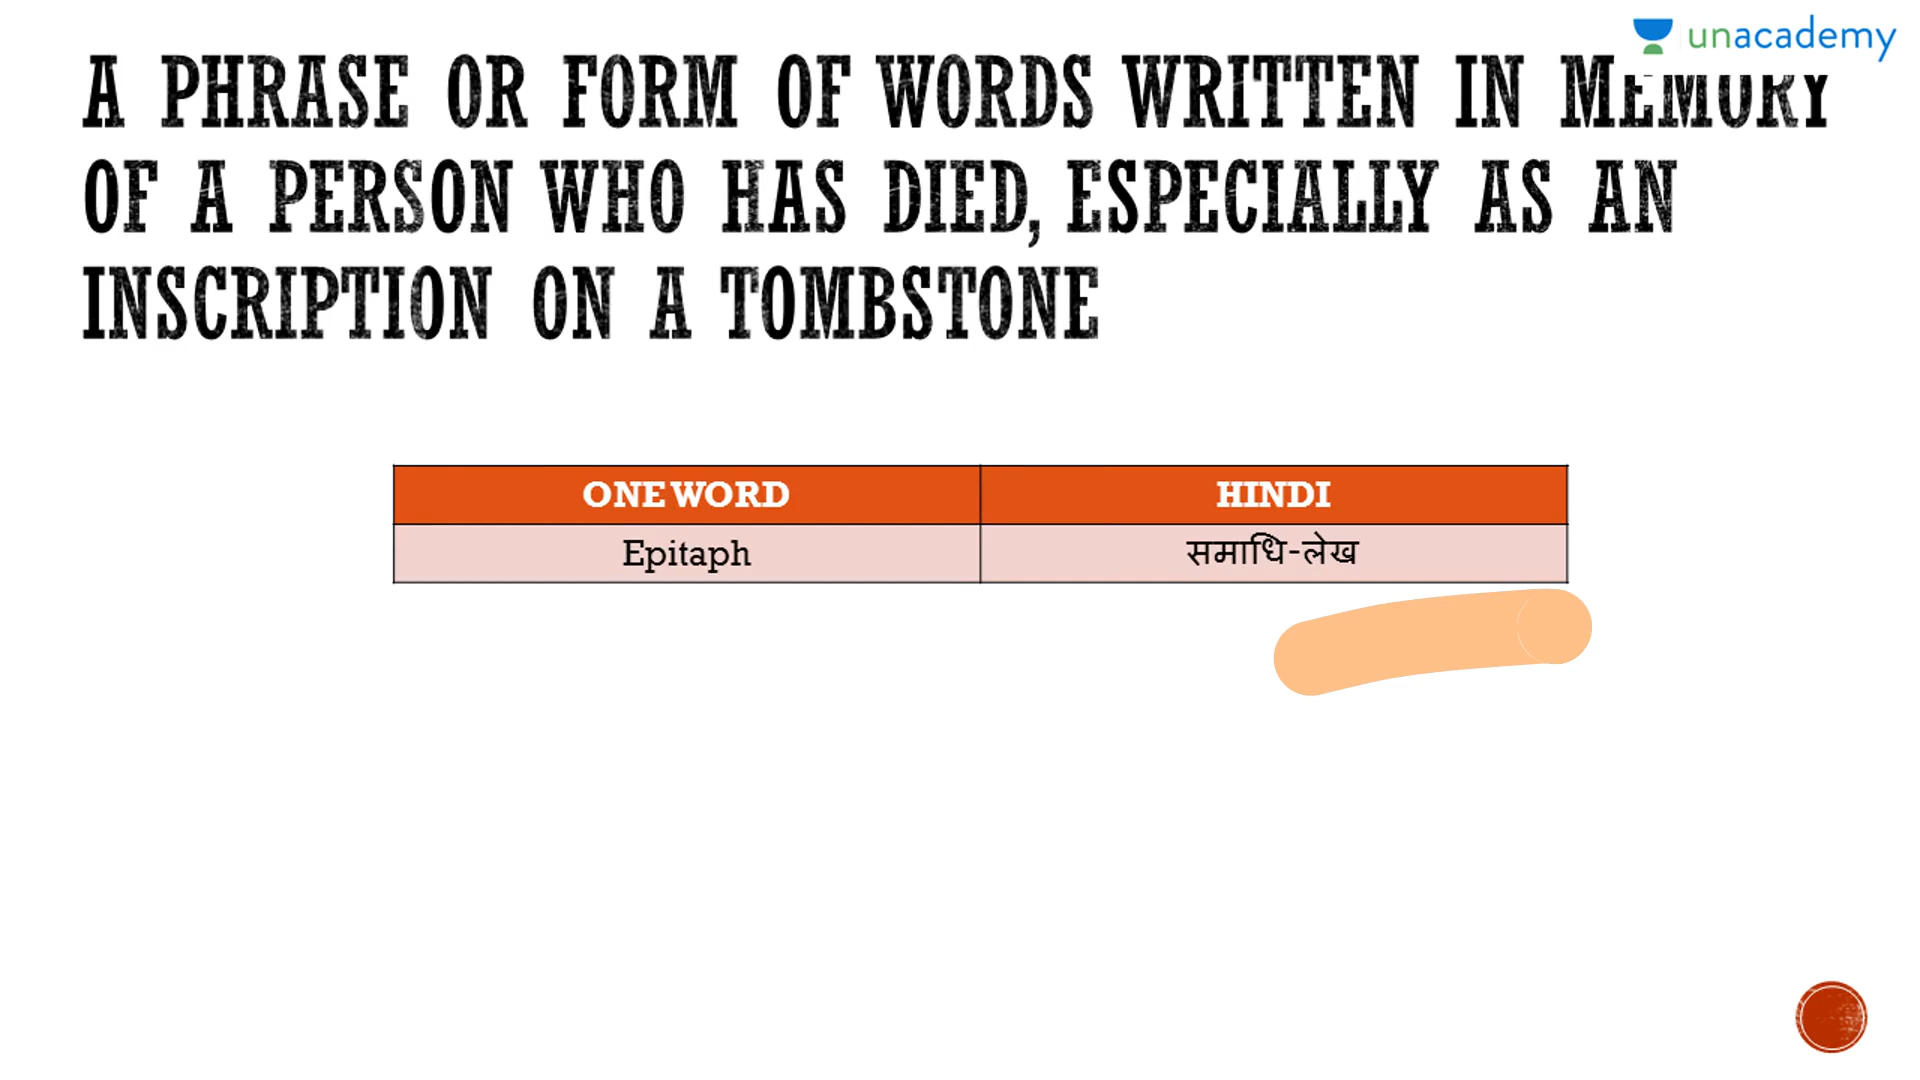 unacademy
A PHRASE OR FORM OF WORDS WRITTEN IN MEMORY
OF A PERSON WHO HAS DIED, ESPECIALLY AS AN
INSCRIPTION ON A TOMBSTONE
ONE WORD HINDI
Epitaph समाधि-लेख